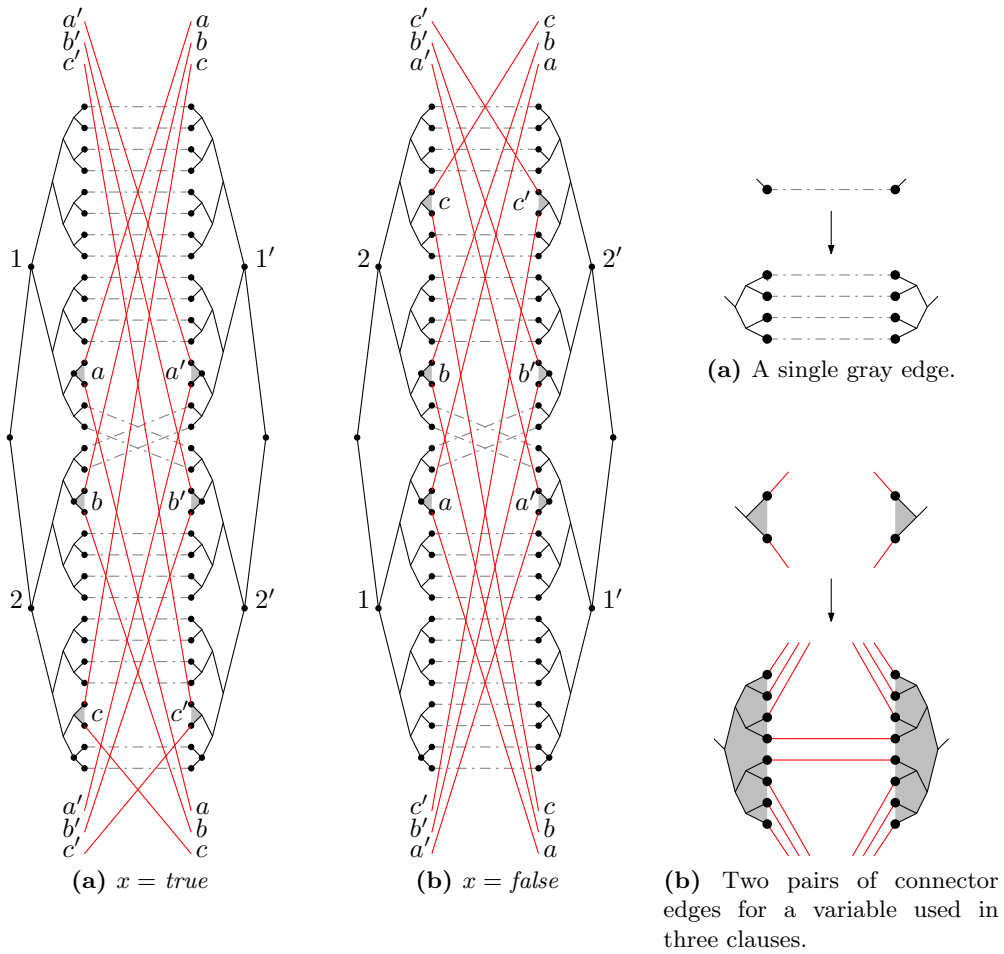 a′ a
b′ b
c′ c
1 1′
a a′
b b′
2 2′
c c′
a′ a
b′ b
c′ c
(a) x = true
c′ c
b′ b
a′ a
c c′
2 2′
b b′
a a′
1 1′
c′ c
b′ b
a′ a
(b) x = false
(a) A single gray edge.
(b) Two pairs of connector
edges for a variable used in
three clauses.